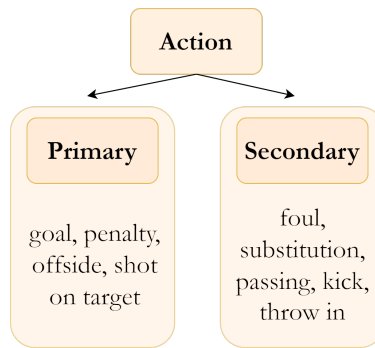 Action
Primary
goal, penalty,
offside, shot
on target
Secondary
foul,
substitution,
passing, kick,
throw in